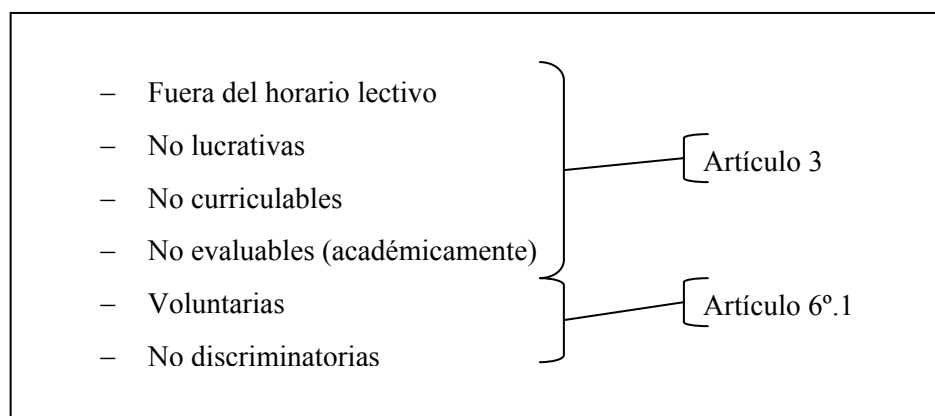 – Fuera del horario lectivo
– No lucrativas
Artículo 3
– No curriculables
– No evaluables (académicamente)
– Voluntarias
Artículo 6º.1
– No discriminatorias